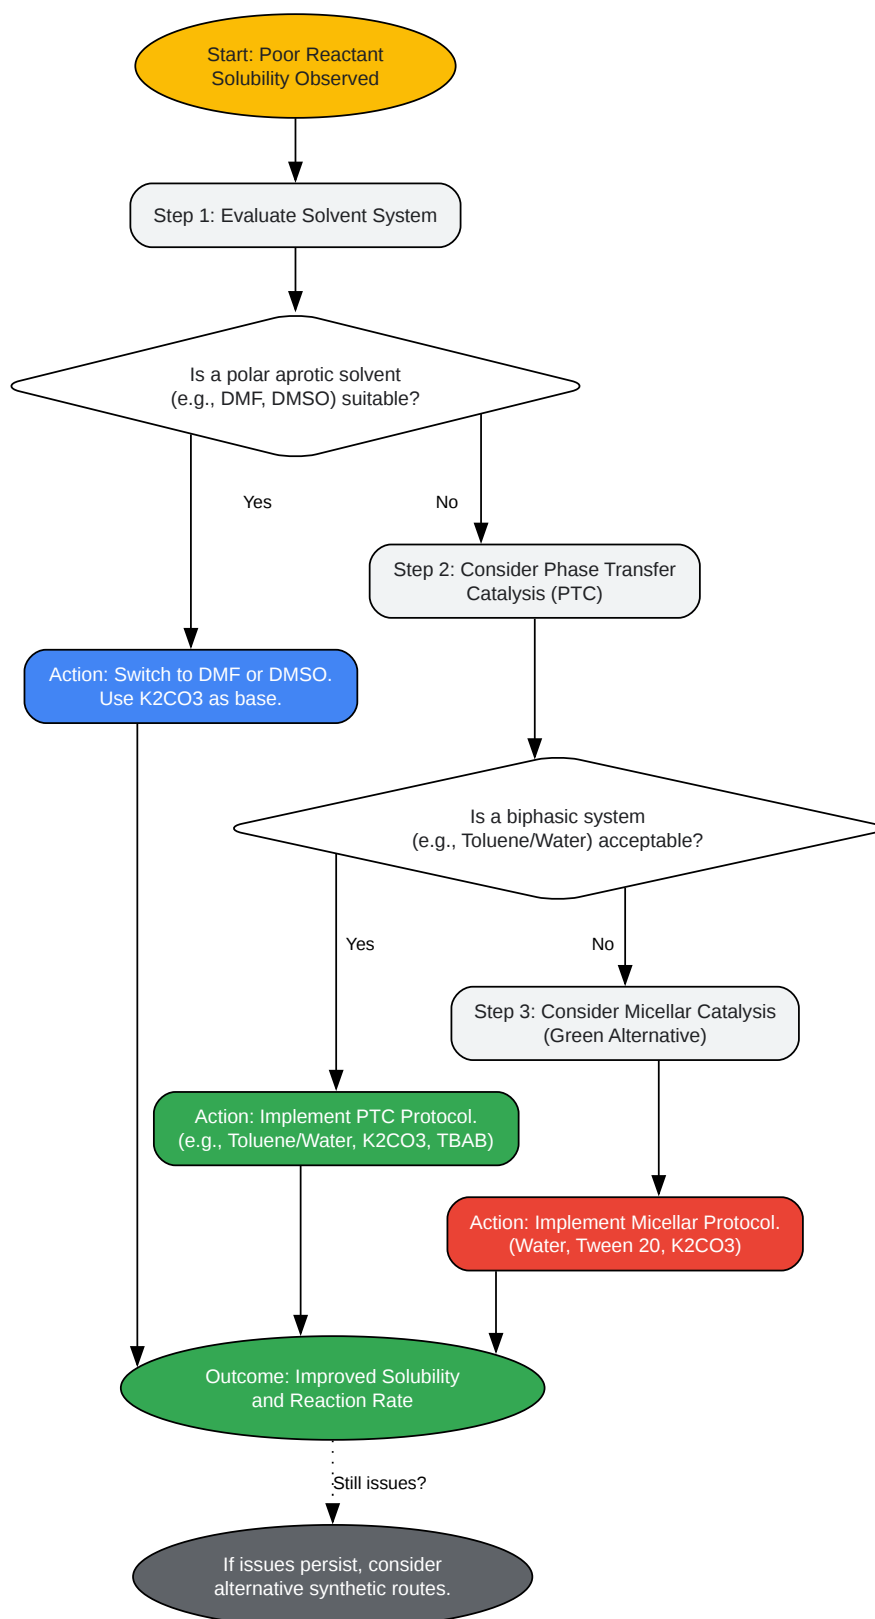 Start: Poor Reactant
Solubility Observed
Step 1: Evaluate Solvent System
Is a polar aprotic solvent
(e.g., DMF, DMSO) suitable?
Yes
No
Step 2: Consider Phase Transfer
Catalysis (PTC)
Action: Switch to DMF or DMSO.
Use K2CO3 as base.
Is a biphasic system
(e.g., Toluene/Water) acceptable?
Yes
No
Step 3: Consider Micellar Catalysis
(Green Alternative)
Action: Implement PTC Protocol.
(e.g., Toluene/Water, K2CO3, TBAB)
Action: Implement Micellar Protocol.
(Water, Tween 20, K2CO3)
Outcome: Improved Solubility
and Reaction Rate
Still issues?
If issues persist, consider
alternative synthetic routes.